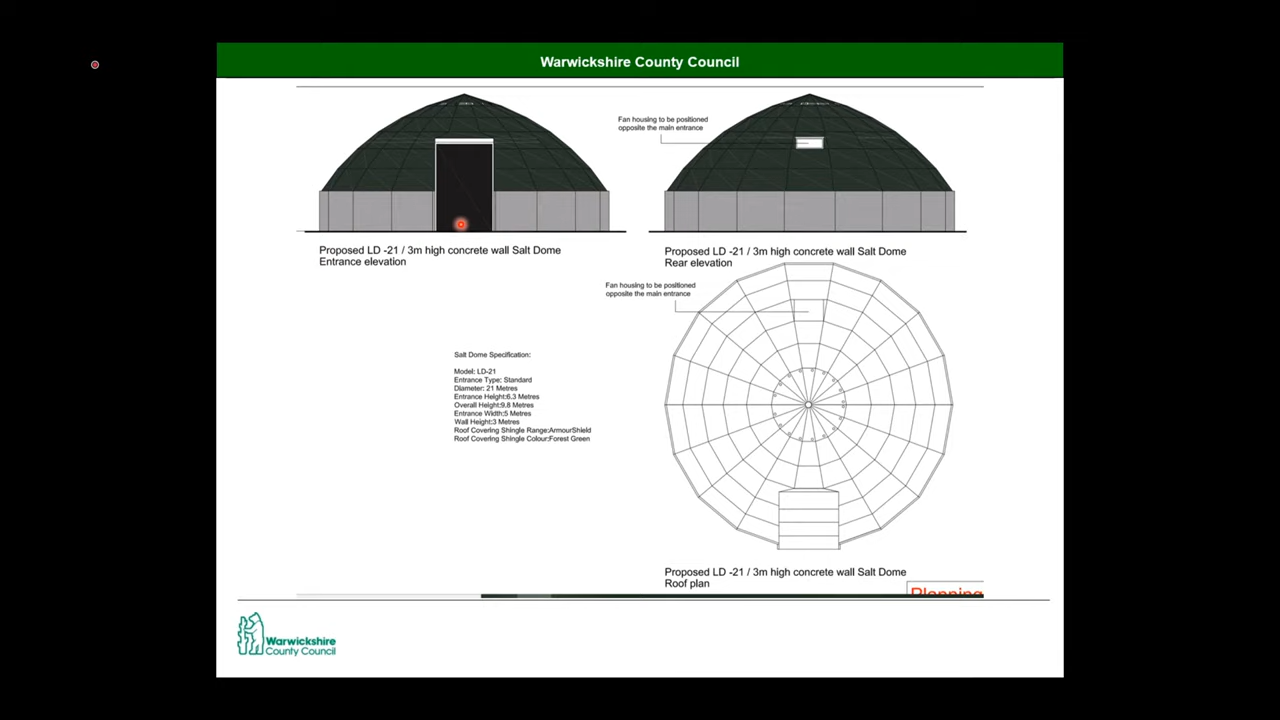 Warwickshire County Council
Fan housing to be positioned
opposite the main entrance
Proposed LD -21 / 3m high concrete wall Salt Dome
Entrance elevation
Proposed LD -21 / 3m high concrete wall Salt Dome
Rear elevation
Fan housing to be positioned
opposite the main entrance
Salt Dome Specification:
Model: LD-21
Entrance Type: Standard
Diameter: 21 Metres
Entrance Height:6.3 Metres
Overall Height:9.8 Metres
Entrance Width:5 Metres
Wall Height:3 Metres
Roof Covering Shingle Range:ArmourShield
Roof Covering Shingle Colour:Forest Green
Proposed LD -21 / 3m high concrete wall Salt Dome
Roof plan
Planning
Warwickshire
County Council